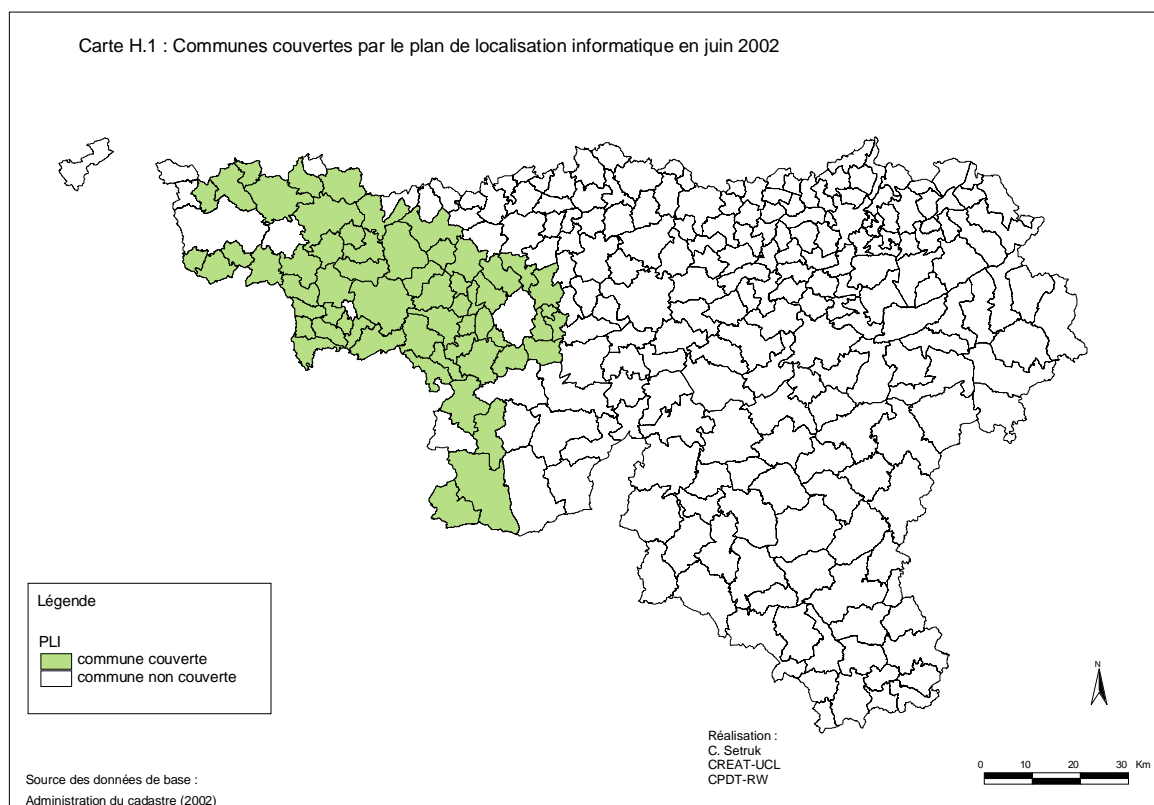 Carte H.1 : Communes couvertes par le plan de localisation informatique en juin 2002
Légende
PLI
commune couverte
commune non couverte
N
Réalisation :
C. Setruk
CREAT-UCL
CPDT-RW
0 10 20 30 Km
Source des données de base :
Administration du cadastre (2002)